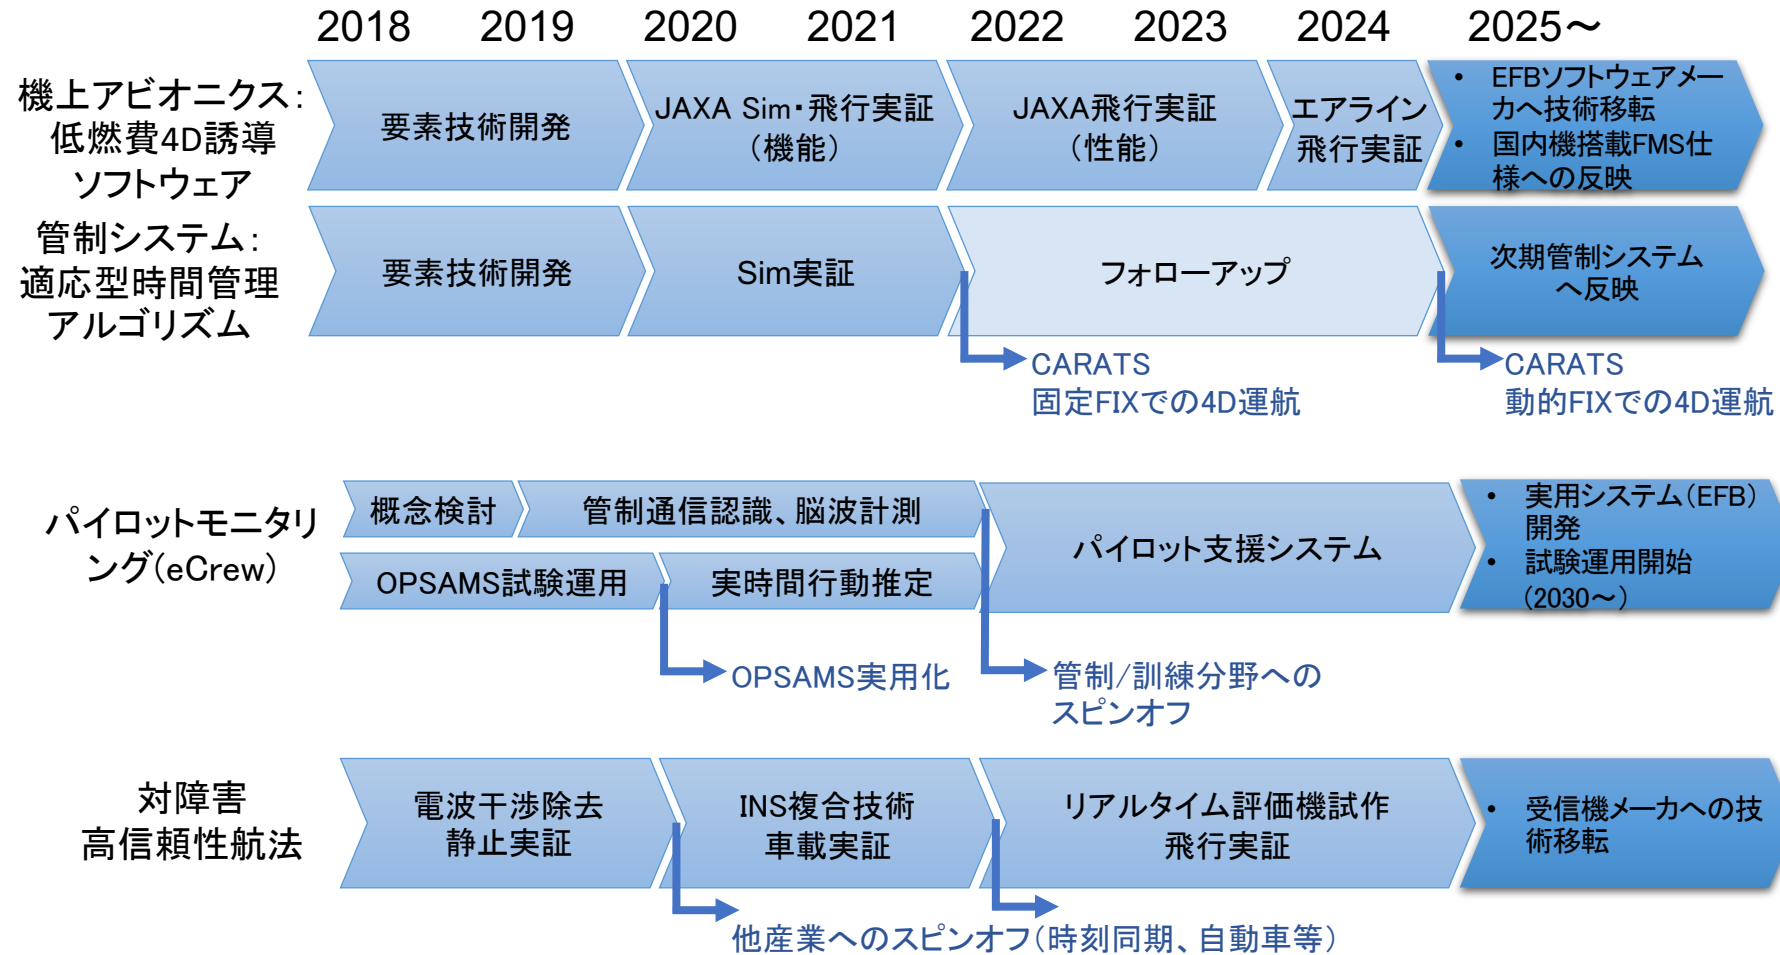 2018 2019 2020 2021 2022 2023 2024 2025～
機上アビオニクス：
低燃費4D誘導
ソフトウェア
要素技術開発
JAXA Sim・飛行実証
（機能）
JAXA飛行実証
（性能）
エアライン
飛行実証
• EFBソフトウェアメー
カへ技術移転
• 国内機搭載FMS仕
様への反映
管制システム：
適応型時間管理
アルゴリズム
要素技術開発
Sim実証
フォローアップ
次期管制システム
へ反映
CARATS
固定FIXでの4D運航
CARATS
動的FIXでの4D運航
パイロットモニタリ
ング(eCrew)
概念検討
管制通信認識、脳波計測
OPSAMS試験運用
実時間行動推定
パイロット支援システム
• 実用システム（EFB）
開発
• 試験運用開始
（2030～）
OPSAMS実用化
管制/訓練分野への
スピンオフ
対障害
高信頼性航法
電波干渉除去
静止実証
INS複合技術
車載実証
リアルタイム評価機試作
飛行実証
• 受信機メーカへの技
術移転
他産業へのスピンオフ（時刻同期、自動車等）